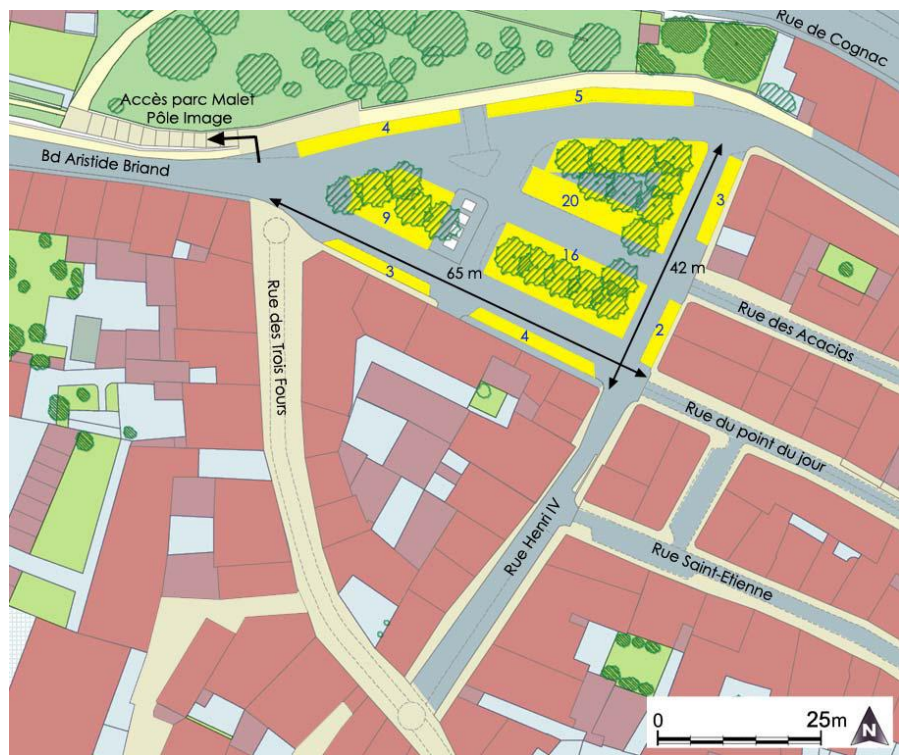 Rue de Cognac
Accès parc Malet
Pôle Image
5
4
Bd Aristide Briand
20
3
9
16
65 m
42 m
3
Rue des Trois Fours
Rue des Acacias
4
2
Rue du point du jour
Rue Henri IV
Rue Saint-Etienne
0
25m
N